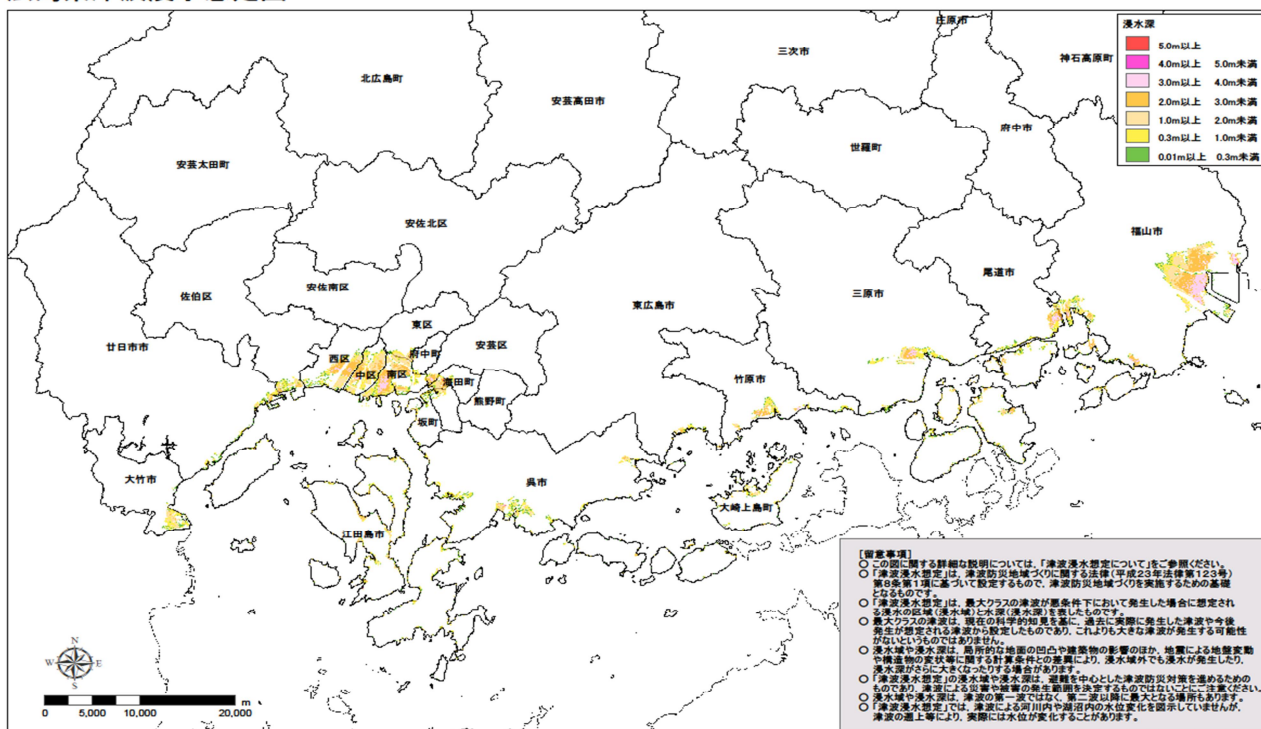 浸水深
5.0m以上
4.0m以上 5.0m未満
3.0m以上 4.0m未満
2.0m以上 3.0m未満
1.0m以上 2.0m未満
0.3m以上 1.0m未満
0.01m以上 0.3m未満
庄原市
三次市
神石高原町
北広島町
安芸高田市
府中市
世羅町
安芸太田町
安佐北区
福山市
尾道市
安佐南区
佐伯区
三原市
東広島市
東区
廿日市市
西区
府中町
安芸区
中区
南区
海田町
竹原市
熊野町
坂町
大竹市
呉市
大崎上島町
江田島市
[留意事項]
○ この図に関する詳細な説明については、「津波浸水想定について」をご参照ください。
○ 「津波浸水想定」は、津波防災地域づくりに関する法律(平成23年法律第123号)
第8条第1項に基づいて設定するもので、津波防災地域づくりを実施するための基礎
となるものです。
○ 「津波浸水想定」は、最大クラスの津波が悪条件下において発生した場合に想定され
る浸水の区域(浸水域)と水深(浸水深)を表したものです。
○ 最大クラスの津波は、現在の科学的知見を基に、過去に実際に発生した津波や今後
発生が想定される津波から設定したものであり、これよりも大きな津波が発生する可能性
がないというものではありません。
○ 浸水域や浸水深は、局所的な地面の凹凸や建築物の影響のほか、地震による地盤変動
や構造物の変状等に関する計算条件との差異により、浸水域外でも浸水が発生したり、
浸水深がさらに大きくなったりする場合があります。
○ 「津波浸水想定」の浸水域や浸水深は、避難を中心とした津波防災対策を進めるための
ものであり、津波による災害や被害の発生範囲を決定するものではないことにご注意ください。
○ 浸水域や浸水深は、津波の第一波ではなく、第二波以降に最大となる場所もあります。
○ 「津波浸水想定」では、津波による河川内や湖沼内の水位変化を図示していませんが、
津波の遡上等により、実際には水位が変化することがあります。
N
W E
S
0 5,000 10,000 20,000 m